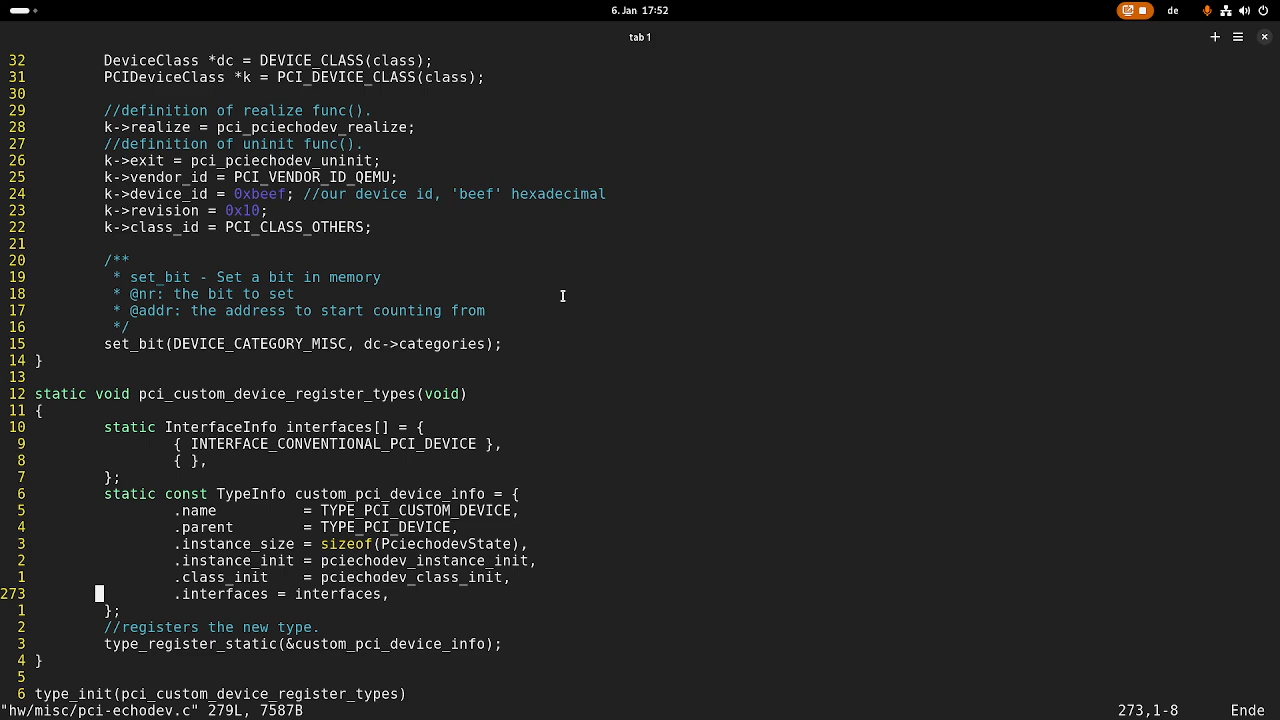 6. Jan 17:52
de
tab 1
32 DeviceClass *dc = DEVICE_CLASS(class);
31 PCIDeviceClass *k = PCI_DEVICE_CLASS(class);
30
29 //definition of realize func().
28 k->realize = pci_pciechodev_realize;
27 //definition of uninit func().
26 k->exit = pci_pciechodev_uninit;
25 k->vendor_id = PCI_VENDOR_ID_QEMU;
24 k->device_id = 0xbeef; //our device id, 'beef' hexadecimal
23 k->revision = 0x10;
22 k->class_id = PCI_CLASS_OTHERS;
21
20 /**
19 * set_bit - Set a bit in memory
18 * @nr: the bit to set
17 * @addr: the address to start counting from
16 */
15 set_bit(DEVICE_CATEGORY_MISC, dc->categories);
14 }
13
12 static void pci_custom_device_register_types(void)
11 {
10 static InterfaceInfo interfaces[] = {
9 { INTERFACE_CONVENTIONAL_PCI_DEVICE },
8 { },
7 };
6 static const TypeInfo custom_pci_device_info = {
5 .name = TYPE_PCI_CUSTOM_DEVICE,
4 .parent = TYPE_PCI_DEVICE,
3 .instance_size = sizeof(PciechodevState),
2 .instance_init = pciechodev_instance_init,
1 .class_init = pciechodev_class_init,
273 .interfaces = interfaces,
1 };
2 //registers the new type.
3 type_register_static(&custom_pci_device_info);
4 }
5
6 type_init(pci_custom_device_register_types)
"hw/misc/pci-echodev.c" 279L, 7587B 273,1-8 Ende